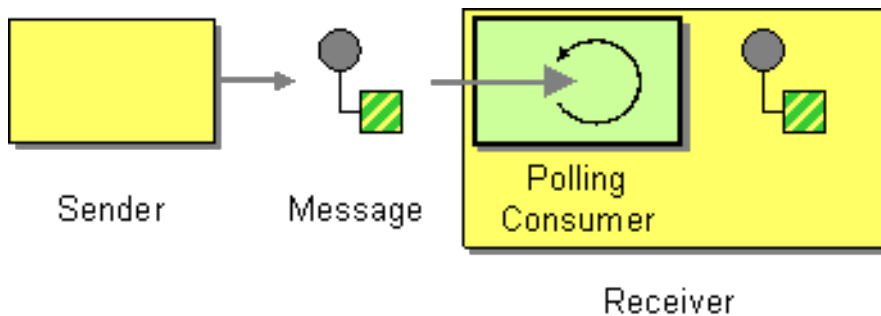 Sender
Message
Polling
Consumer
Receiver